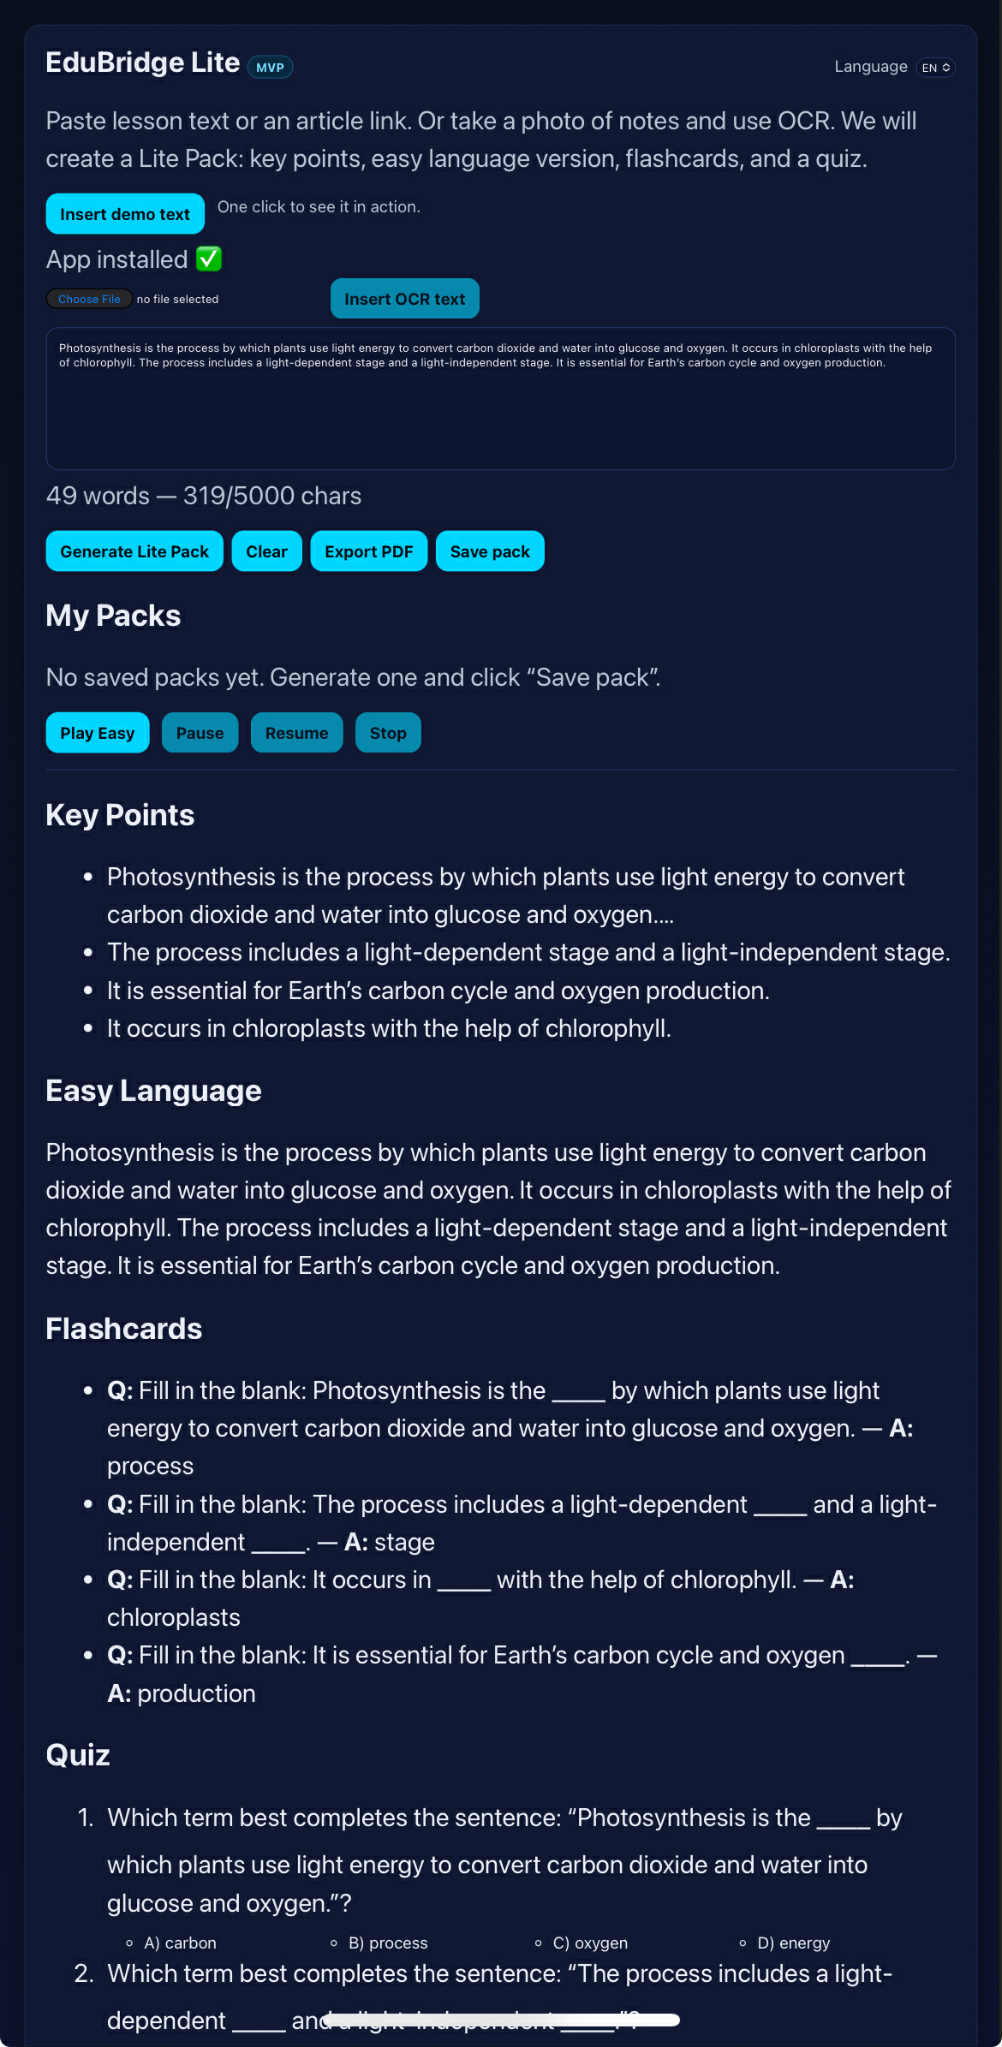 EduBridge Lite MVP
Language EN
Paste lesson text or an article link. Or take a photo of notes and use OCR. We will
create a Lite Pack: key points, easy language version, flashcards, and a quiz.
Insert demo text One click to see it in action.
App installed ✅
Choose File no file selected Insert OCR text
Photosynthesis is the process by which plants use light energy to convert carbon dioxide and water into glucose and oxygen. It occurs in chloroplasts with the help
of chlorophyll. The process includes a light-dependent stage and a light-independent stage. It is essential for Earth's carbon cycle and oxygen production.
49 words — 319/5000 chars
Generate Lite Pack Clear Export PDF Save pack
My Packs
No saved packs yet. Generate one and click “Save pack”.
Play Easy Pause Resume Stop
Key Points
• Photosynthesis is the process by which plants use light energy to convert
carbon dioxide and water into glucose and oxygen.…
• The process includes a light-dependent stage and a light-independent stage.
• It is essential for Earth’s carbon cycle and oxygen production.
• It occurs in chloroplasts with the help of chlorophyll.
Easy Language
Photosynthesis is the process by which plants use light energy to convert carbon
dioxide and water into glucose and oxygen. It occurs in chloroplasts with the help of
chlorophyll. The process includes a light-dependent stage and a light-independent
stage. It is essential for Earth’s carbon cycle and oxygen production.
Flashcards
• Q: Fill in the blank: Photosynthesis is the _____ by which plants use light
energy to convert carbon dioxide and water into glucose and oxygen. — A:
process
• Q: Fill in the blank: The process includes a light-dependent _____ and a light-
independent _____. — A: stage
• Q: Fill in the blank: It occurs in _____ with the help of chlorophyll. — A:
chloroplasts
• Q: Fill in the blank: It is essential for Earth’s carbon cycle and oxygen _____. —
A: production
Quiz
1. Which term best completes the sentence: “Photosynthesis is the _____ by
which plants use light energy to convert carbon dioxide and water into
glucose and oxygen.”?
A) carbon B) process C) oxygen D) energy
2. Which term best completes the sentence: “The process includes a light-
dependent _____ and a light-independent _____.”?